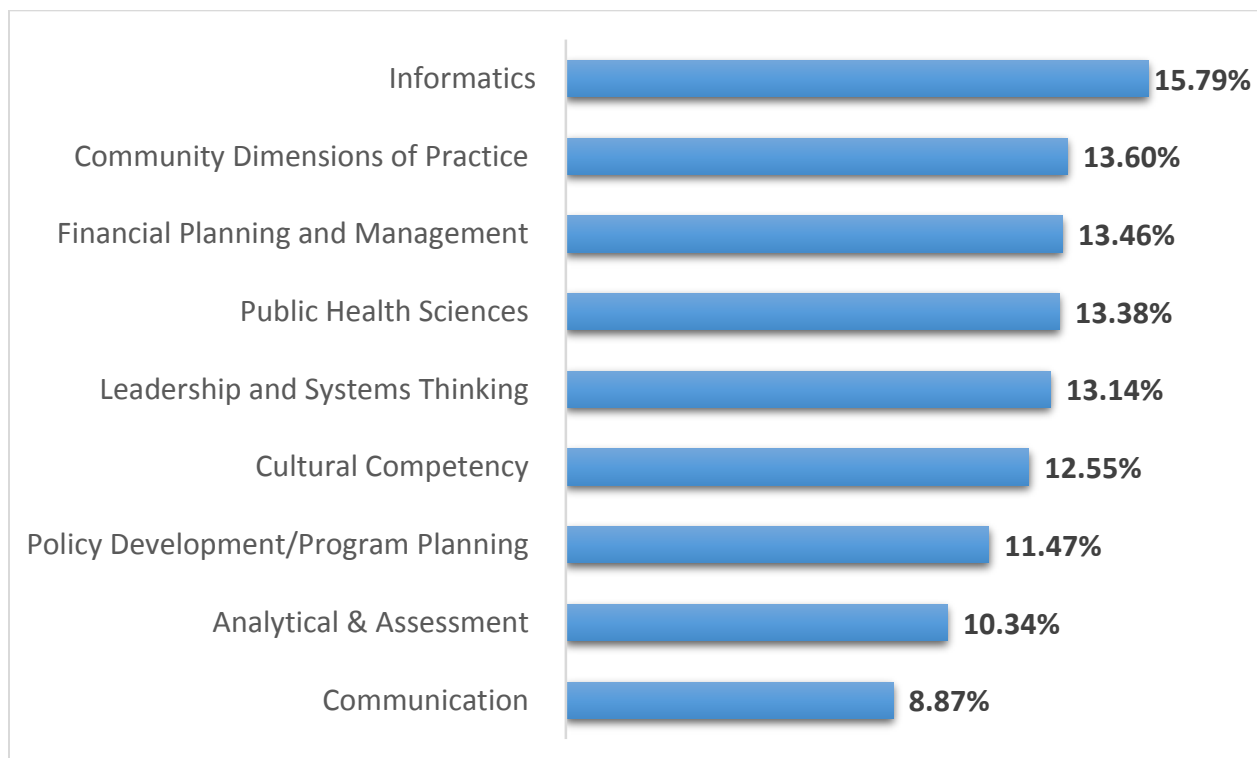 Informatics 15.79%
Community Dimensions of Practice 13.60%
Financial Planning and Management 13.46%
Public Health Sciences 13.38%
Leadership and Systems Thinking 13.14%
Cultural Competency 12.55%
Policy Development/Program Planning 11.47%
Analytical & Assessment 10.34%
Communication 8.87%